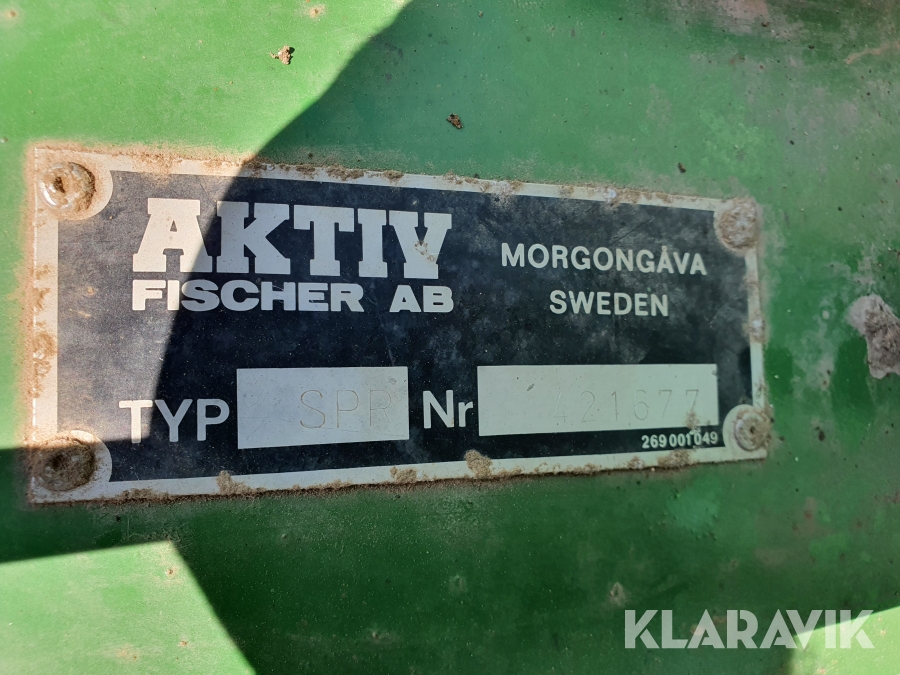 AKTIV
FISCHER AB
MORGONGÅVA
SWEDEN
TYP SPR Nr 421677
269 001 049
KLARAVIK